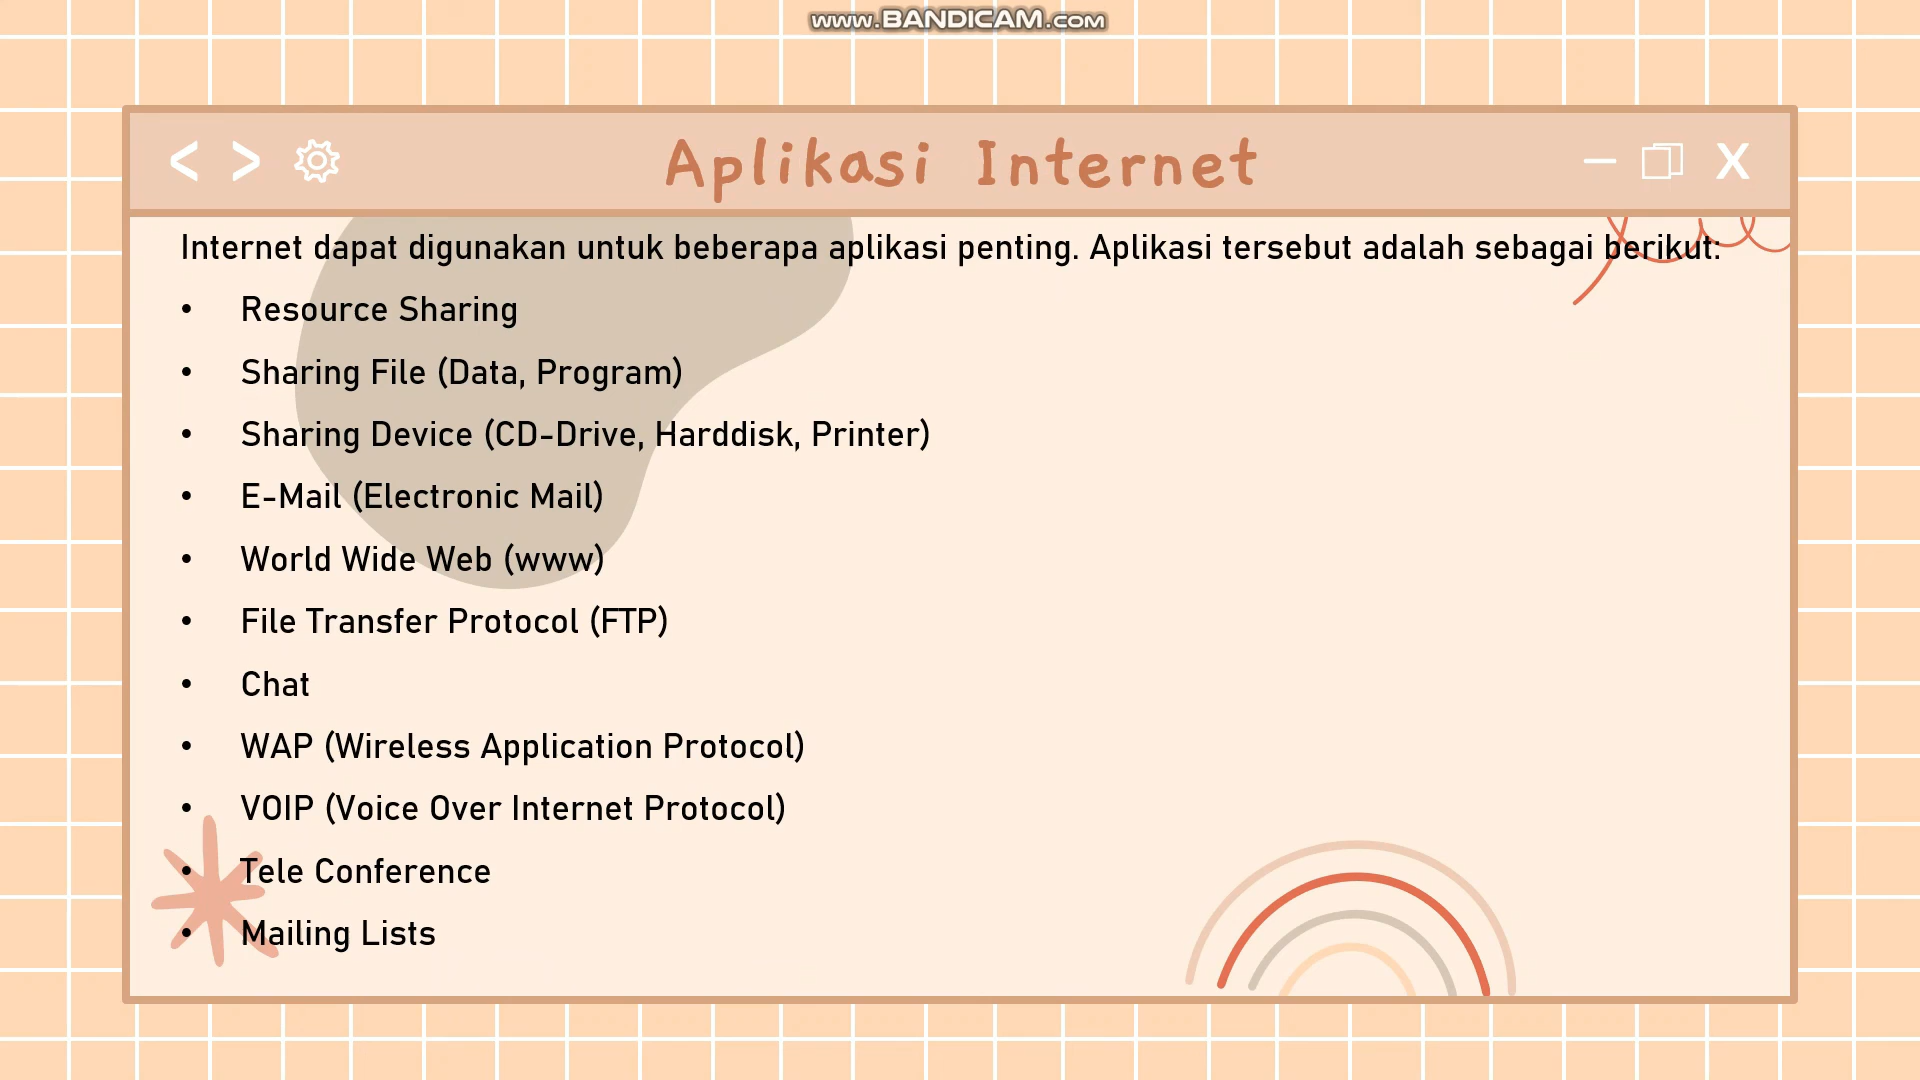 www.BANDICAM.com
Aplikasi Internet
Internet dapat digunakan untuk beberapa aplikasi penting. Aplikasi tersebut adalah sebagai berikut:
• Resource Sharing
• Sharing File (Data, Program)
• Sharing Device (CD-Drive, Harddisk, Printer)
• E-Mail (Electronic Mail)
• World Wide Web (www)
• File Transfer Protocol (FTP)
• Chat
• WAP (Wireless Application Protocol)
• VOIP (Voice Over Internet Protocol)
• Tele Conference
• Mailing Lists